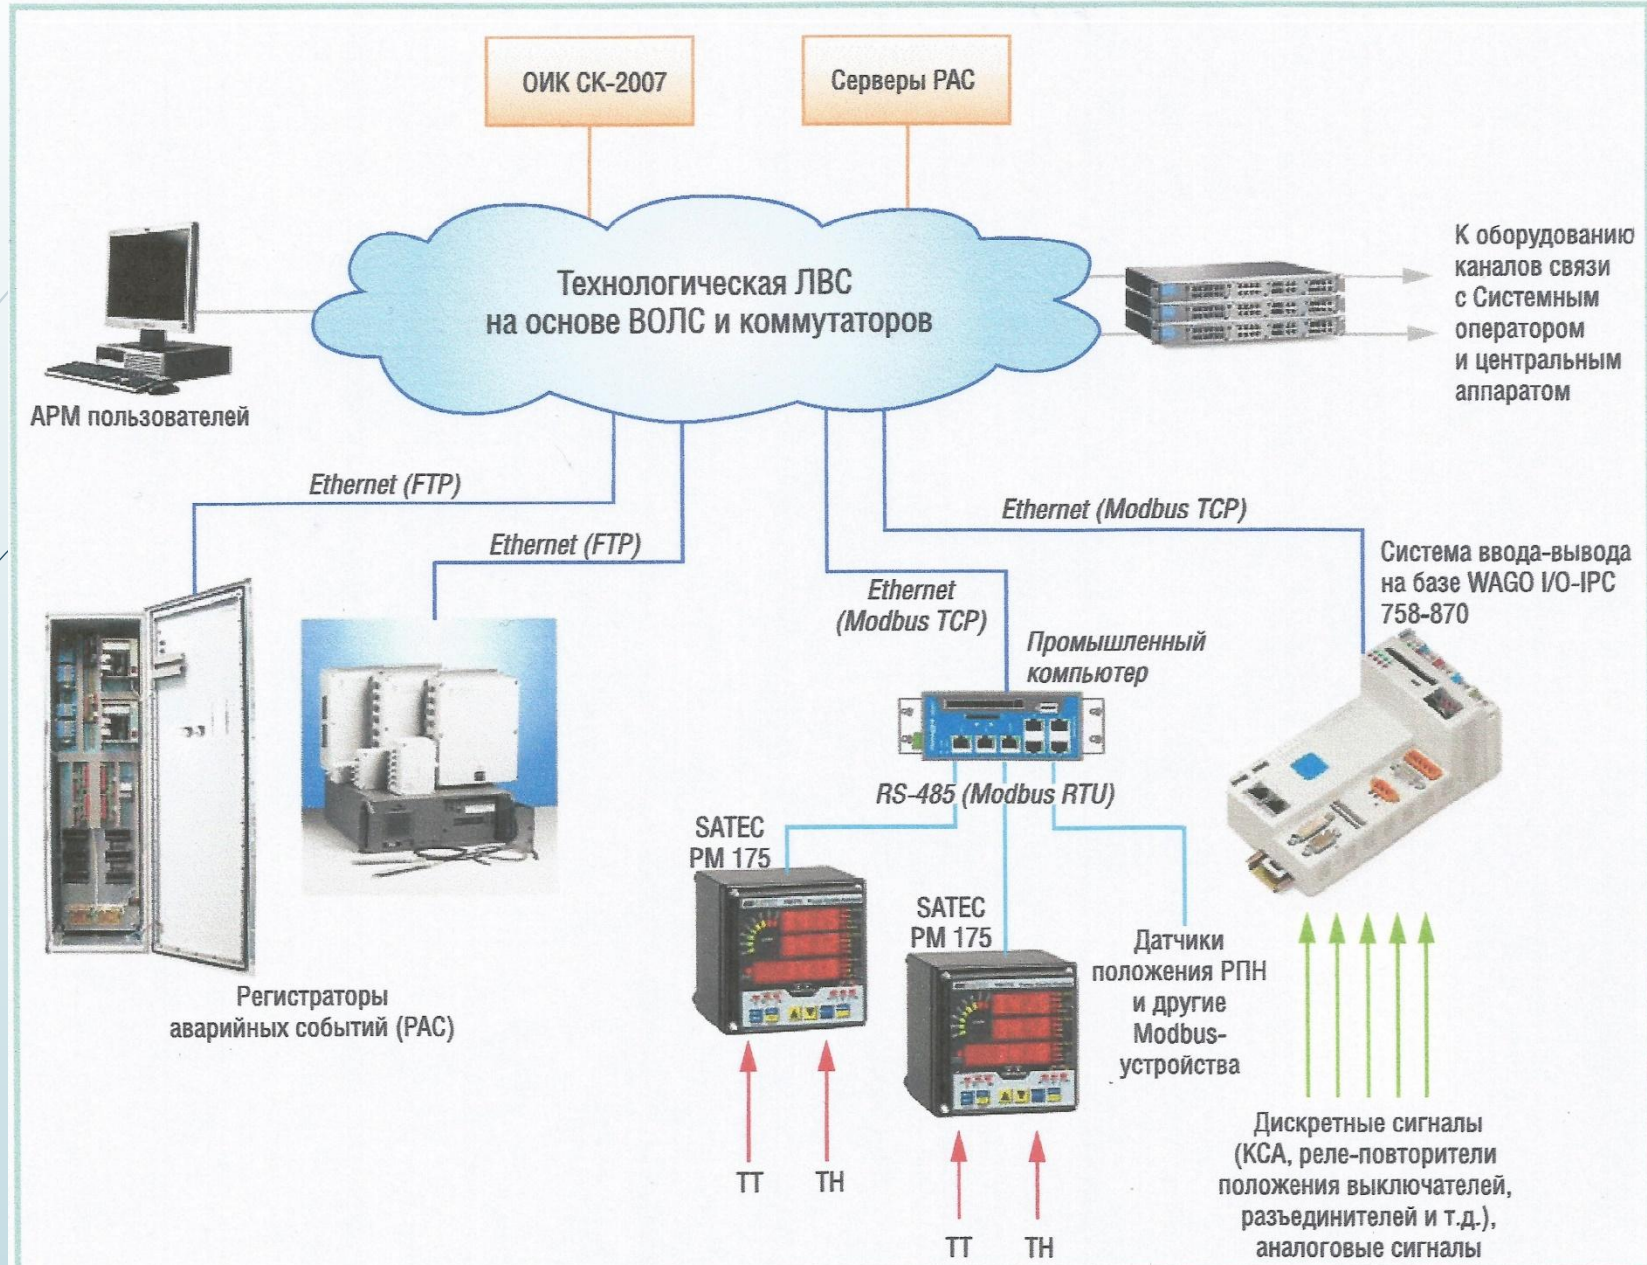 ОИК СК-2007
Серверы РАС
Технологическая ЛВС
на основе ВОЛС и коммутаторов
К оборудованию
каналов связи
с Системным
оператором
и центральным
аппаратом
АРМ пользователей
Ethernet (FTP)
Ethernet (FTP)
Ethernet (Modbus TCP)
Ethernet
(Modbus TCP)
Система ввода-вывода
на базе WAGO I/O-IPC
758-870
Промышленный
компьютер
RS-485 (Modbus RTU)
SATEC
PM 175
SATEC
PM 175
Датчики
положения РПН
и другие
Modbus-
устройства
Регистраторы
аварийных событий (РАС)
ТТ
ТН
ТТ
ТН
Дискретные сигналы
(КСА, реле-повторители
положения выключателей,
разъединителей и т.д.),
аналоговые сигналы